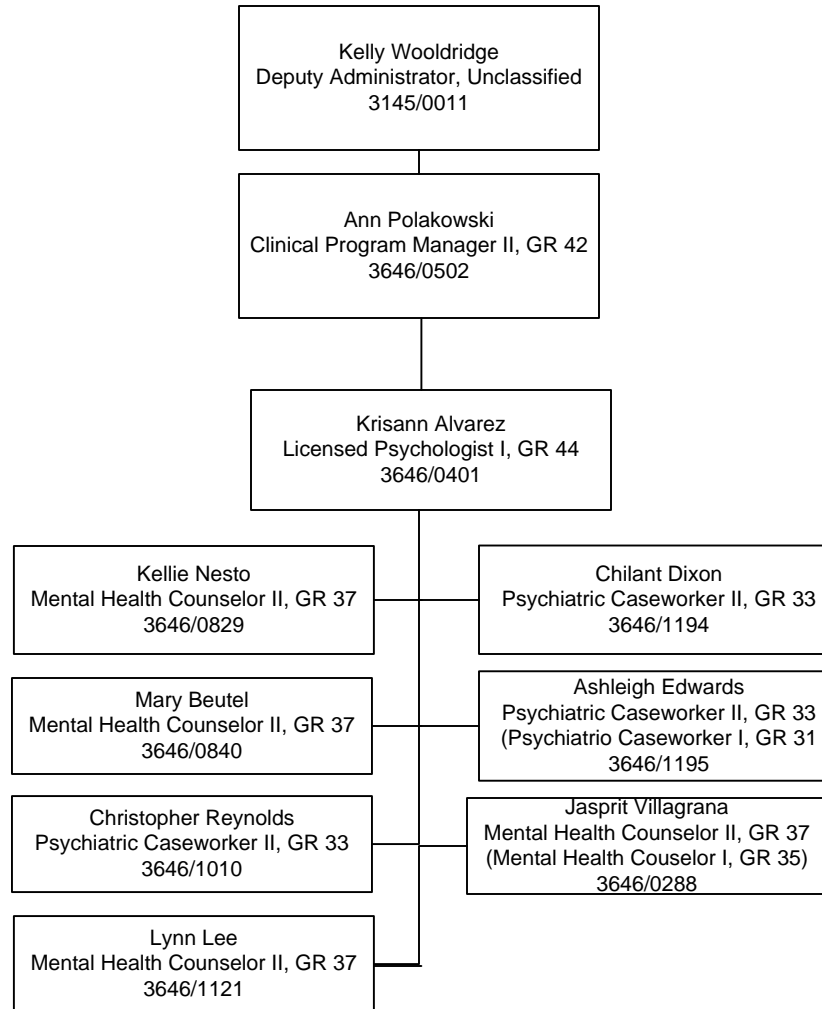 Kelly Wooldridge
Deputy Administrator, Unclassified
3145/0011
Ann Polakowski
Clinical Program Manager II, GR 42
3646/0502
Krisann Alvarez
Licensed Psychologist I, GR 44
3646/0401
Kellie Nesto
Mental Health Counselor II, GR 37
3646/0829
Chilant Dixon
Psychiatric Caseworker II, GR 33
3646/1194
Mary Beutel
Mental Health Counselor II, GR 37
3646/0840
Ashleigh Edwards
Psychiatric Caseworker II, GR 33
(Psychiatrio Caseworker I, GR 31
3646/1195
Christopher Reynolds
Psychiatric Caseworker II, GR 33
3646/1010
Jasprit Villagrana
Mental Health Counselor II, GR 37
(Mental Health Couselor I, GR 35)
3646/0288
Lynn Lee
Mental Health Counselor II, GR 37
3646/1121